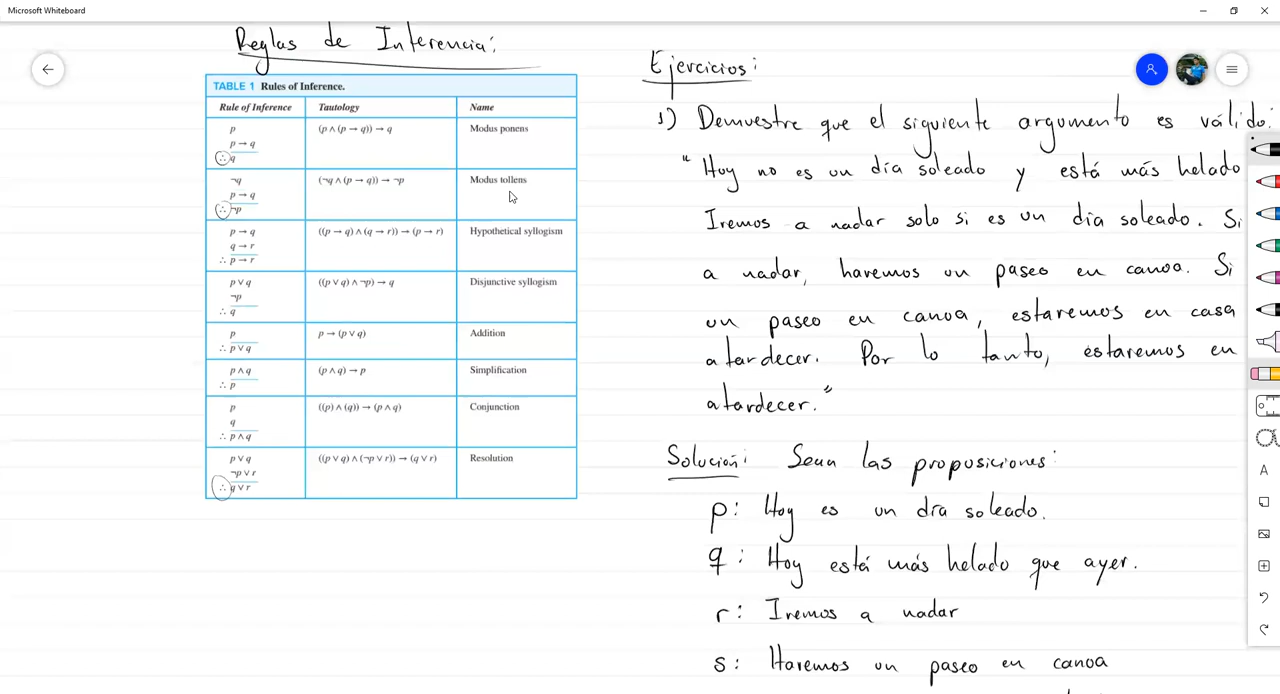 Microsoft Whiteboard
Reglas de Inferencia:
TABLE 1 Rules of Inference.
Rule of Inference Tautology Name
p
p → q
∴ q
(p ∧ (p → q)) → q
Modus ponens
¬q
p → q
∴ ¬p
(¬q ∧ (p → q)) → ¬p
Modus tollens
p → q
q → r
∴ p → r
((p → q) ∧ (q → r)) → (p → r)
Hypothetical syllogism
p ∨ q
¬p
∴ q
((p ∨ q) ∧ ¬p) → q
Disjunctive syllogism
p
∴ p ∨ q
p → (p ∨ q)
Addition
p ∧ q
∴ p
(p ∧ q) → p
Simplification
p
q
∴ p ∧ q
((p) ∧ (q)) → (p ∧ q)
Conjunction
p ∨ q
¬p ∨ r
∴ q ∨ r
((p ∨ q) ∧ (¬p ∨ r)) → (q ∨ r)
Resolution
Ejercicios:
1) Demuestre que el siguiente argumento es válido:
"Hoy no es un día soleado y está más helado
Iremos a nadar solo si es un día soleado. Si
a nadar, haremos un paseo en canoa. Si
un paseo en canoa, estaremos en casa
atardecer. Por lo tanto, estaremos en
atardecer."
Solución: Sean las proposiciones:
p: Hoy es un día soleado.
q: Hoy está más helado que ayer.
r: Iremos a nadar
s: Haremos un paseo en canoa